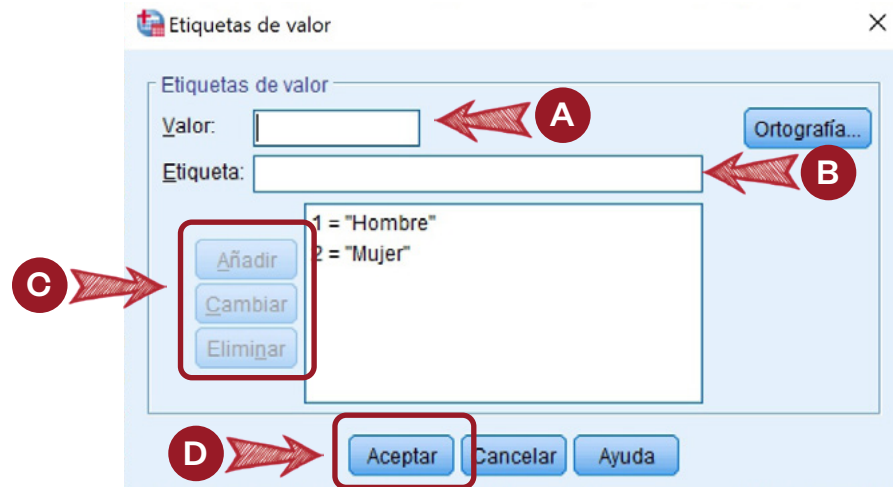 Etiquetas de valor
Etiquetas de valor
Valor:
A
Ortografía...
Etiqueta:
B
1 = "Hombre"
2 = "Mujer"
C
Añadir
Cambiar
Eliminar
D
Aceptar
Cancelar
Ayuda